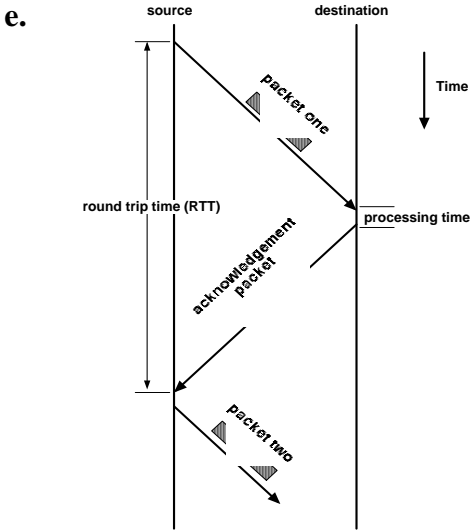 e.
source
destination
packet one
Time
round trip time (RTT)
processing time
acknowledgement
packet
packet two